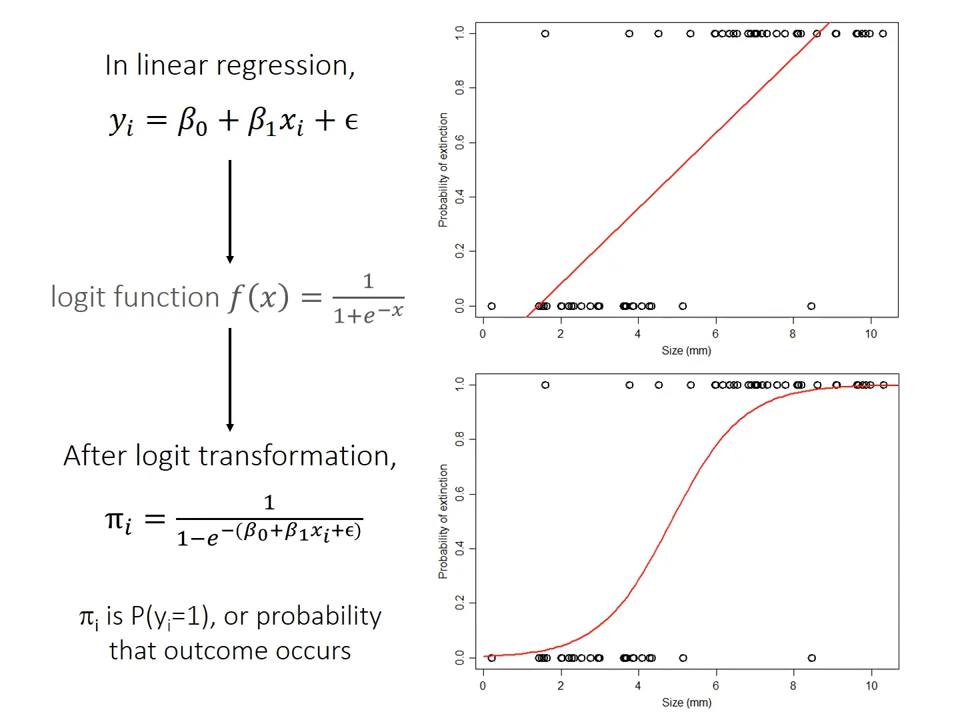 In linear regression,
yᵢ = β₀ + β₁xᵢ + ϵ
logit function f(x) = 1/(1+e^(−x))
After logit transformation,
πᵢ = 1/(1−e^(−(β₀+β₁xᵢ+ϵ)))
πᵢ is P(yᵢ=1), or probability
that outcome occurs
Probability of extinction
1.0
0.8
0.6
0.4
0.2
0.0
0 2 4 6 8 10
Size (mm)
Probability of extinction
1.0
0.8
0.6
0.4
0.2
0.0
0 2 4 6 8 10
Size (mm)